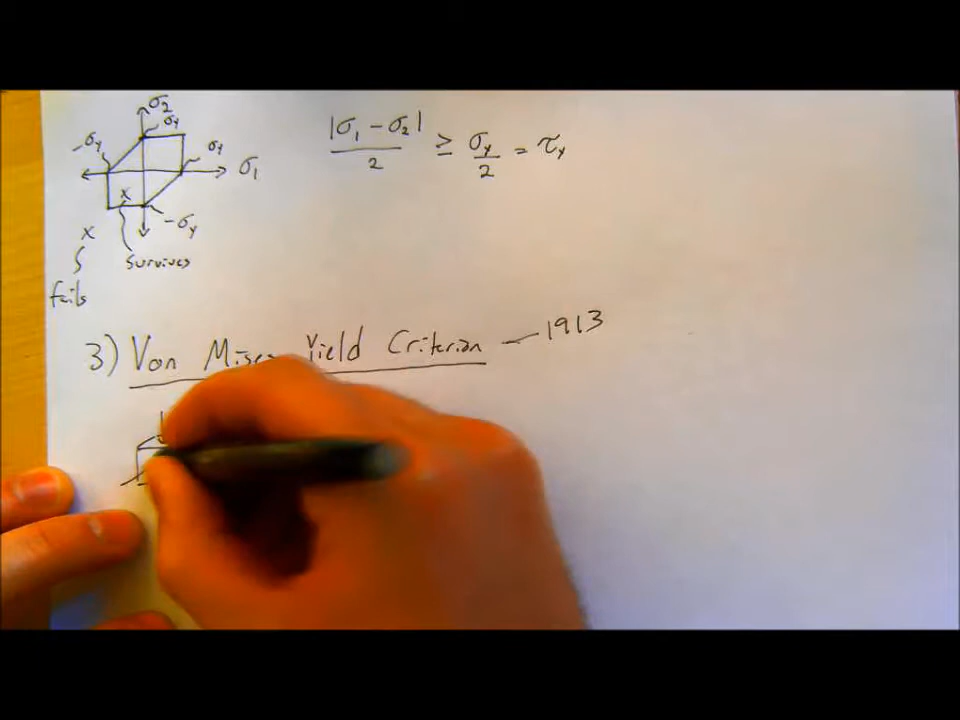 σ2
σy
-σy
σy
σ1
x
-σy
x
Survives
fails
|σ1 - σ2| / 2 ≥ σy / 2 = τy
3) Von Mises Yield Criterion — 1913